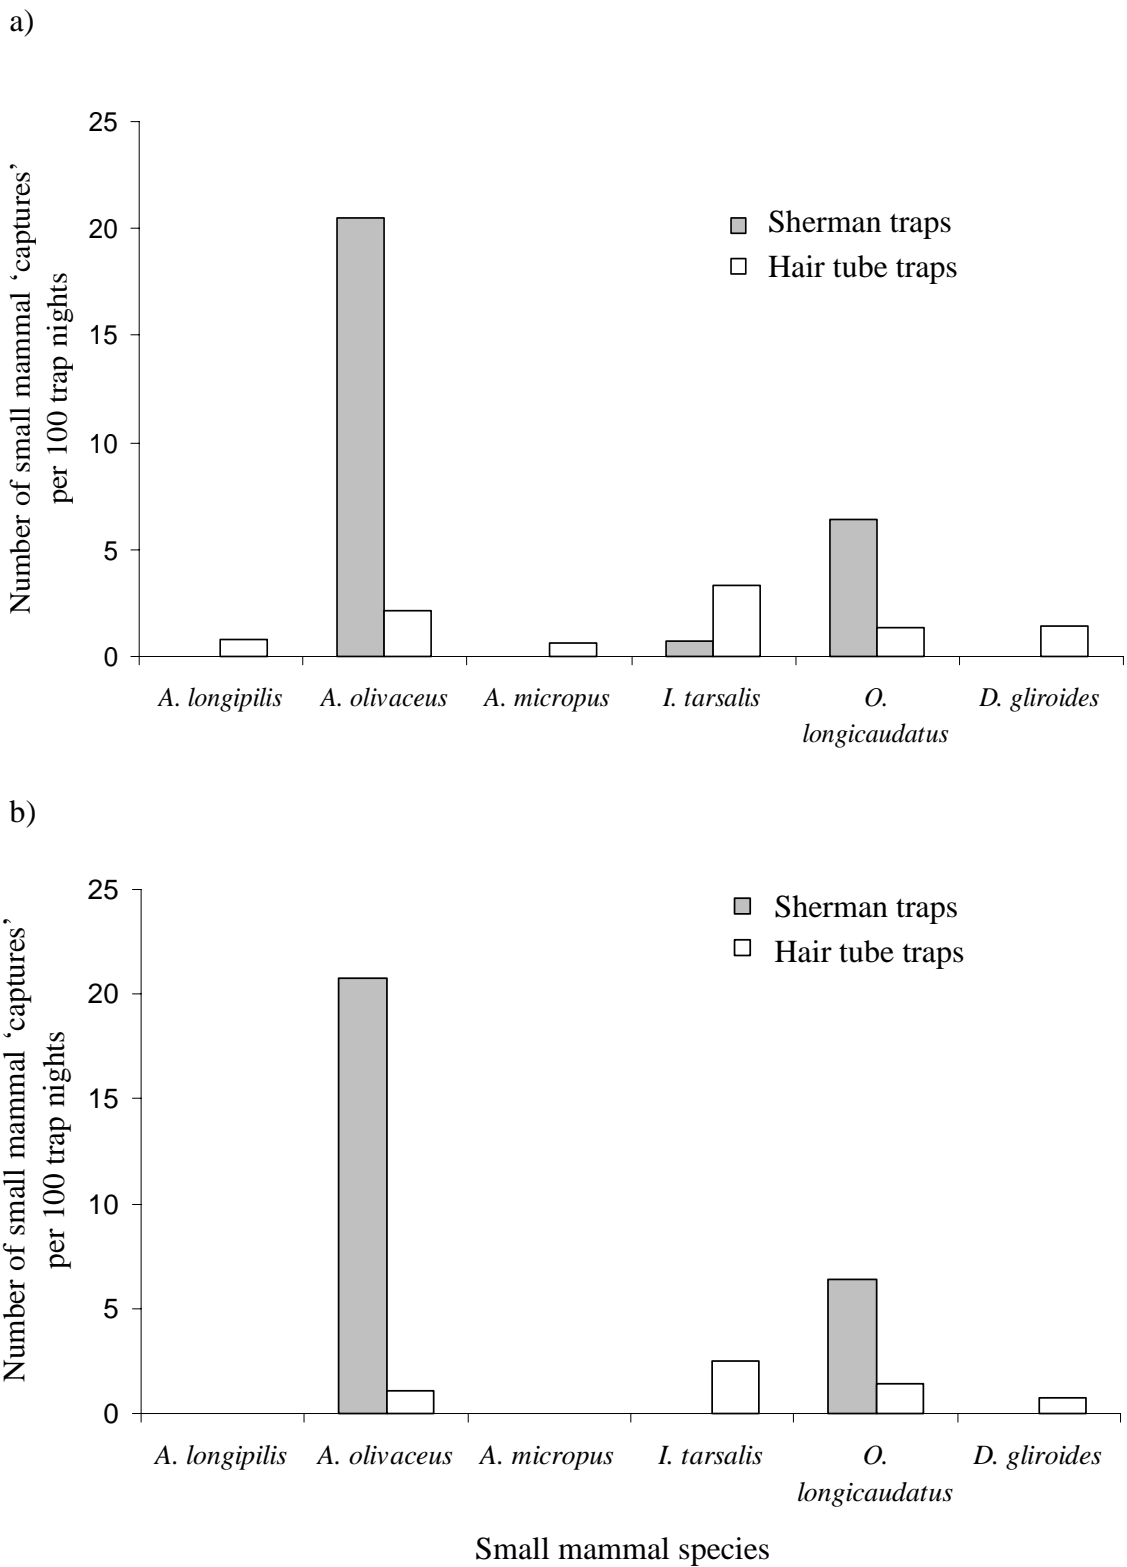 a)
Number of small mammal ‘captures’
per 100 trap nights
25
20
15
10
5
0
Sherman traps
Hair tube traps
A. longipilis A. olivaceus A. micropus I. tarsalis O. D. gliroides
longicaudatus
b)
Number of small mammal ‘captures’
per 100 trap nights
25
20
15
10
5
0
Sherman traps
Hair tube traps
A. longipilis A. olivaceus A. micropus I. tarsalis O. D. gliroides
longicaudatus
Small mammal species